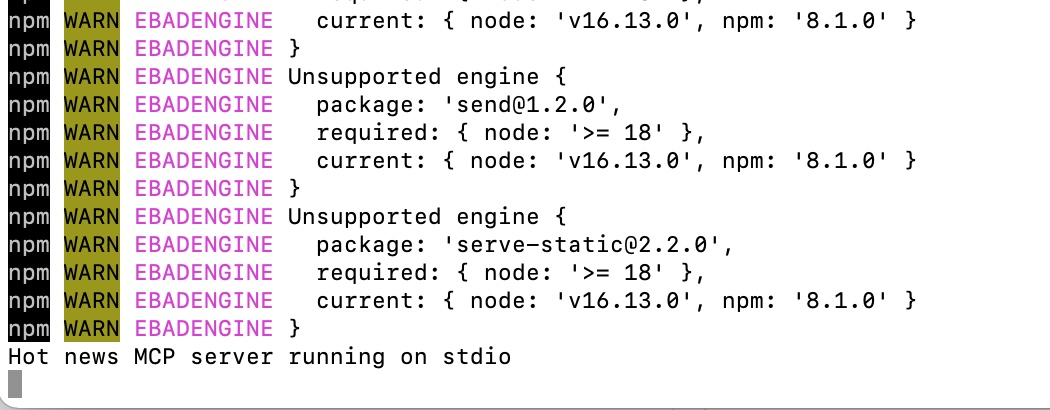 npm WARN EBADENGINE   current: { node: 'v16.13.0', npm: '8.1.0' }
npm WARN EBADENGINE }
npm WARN EBADENGINE Unsupported engine {
npm WARN EBADENGINE   package: 'send@1.2.0',
npm WARN EBADENGINE   required: { node: '>= 18' },
npm WARN EBADENGINE   current: { node: 'v16.13.0', npm: '8.1.0' }
npm WARN EBADENGINE }
npm WARN EBADENGINE Unsupported engine {
npm WARN EBADENGINE   package: 'serve-static@2.2.0',
npm WARN EBADENGINE   required: { node: '>= 18' },
npm WARN EBADENGINE   current: { node: 'v16.13.0', npm: '8.1.0' }
npm WARN EBADENGINE }
Hot news MCP server running on stdio